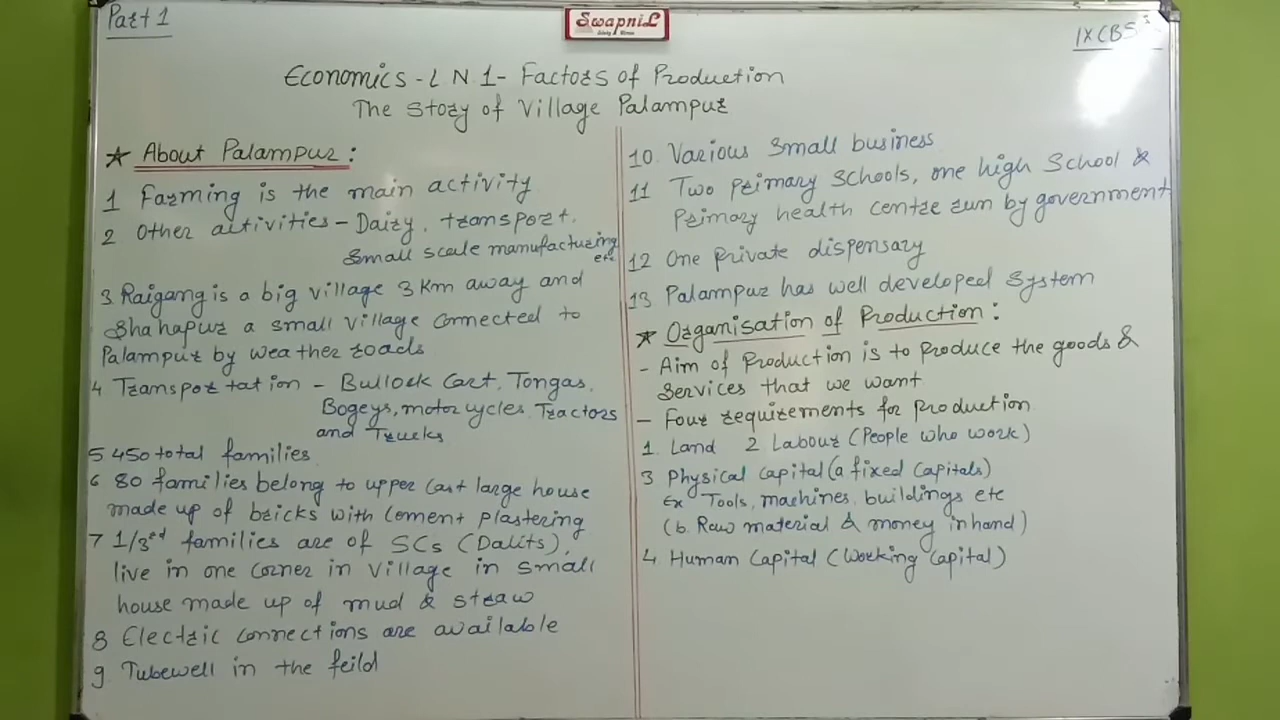 Part 1
Swapnil
IX CBS
Economics - L N. 1 - Factors of Production
The Story of Village Palampur
★ About Palampur :
1 Farming is the main activity
2 Other activities - Dairy, transport,
Small scale manufacturing
etc
3 Raigang is a big village 3 Km away and
Shahapur a small village connected to
Palampur by weather roads
4 Transportation - Bullock Cart, Tongas,
Bogeys, motorcycles, Tractors
and Trucks
5 450 total families
6 80 families belong to upper cast large house
made up of bricks with cement plastering
7 1/3rd families are of SCs (Dalits),
live in one corner in village in small
house made up of mud & straw
8 Electric connections are available
9 Tubewell in the feild
10. Various small business
11 Two primary Schools, one high School &
Primary health centre run by government
12 One private dispensary
13 Palampur has well developed System
★ Organisation of Production :
- Aim of Production is to produce the goods &
Services that we want
- Four requirements for production
1. Land 2 Labour (People who work)
3 Physical Capital (a fixed Capitals)
Ex Tools, machines, buildings etc
(b. Raw material & money in hand)
4 Human Capital (Working Capital)